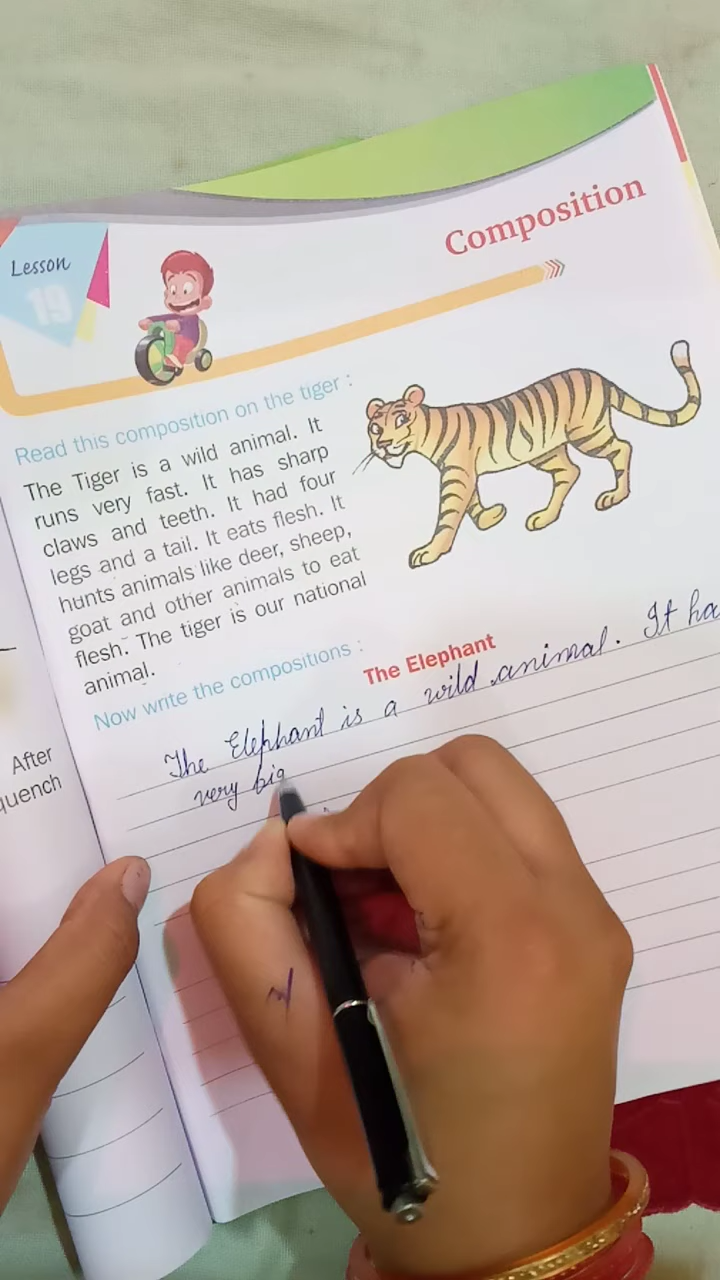 Composition
Lesson
19
Read this composition on the tiger :
The Tiger is a wild animal. It
runs very fast. It has sharp
claws and teeth. It had four
legs and a tail. It eats flesh. It
hunts animals like deer, sheep,
goat and other animals to eat
flesh. The tiger is our national
animal.
Now write the compositions :
The Elephant
The Elephant is a wild animal. It ha
very big
After
quench